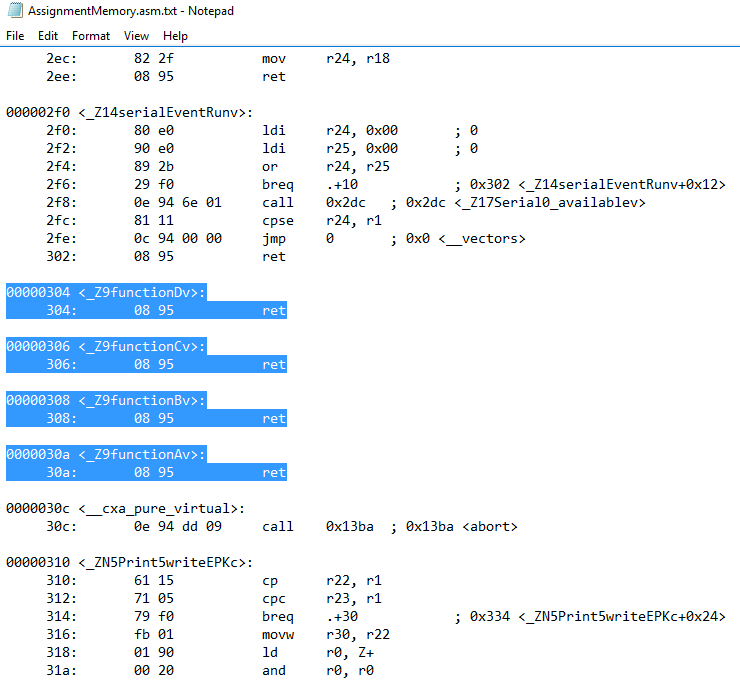 AssignmentMemory.asm.txt - Notepad
File Edit Format View Help
2ec: 82 2f mov r24, r18
2ee: 08 95 ret
000002f0 <_Z14serialEventRunv>:
2f0: 80 e0 ldi r24, 0x00 ; 0
2f2: 90 e0 ldi r25, 0x00 ; 0
2f4: 89 2b or r24, r25
2f6: 29 f0 breq .+10 ; 0x302 <_Z14serialEventRunv+0x12>
2f8: 0e 94 6e 01 call 0x2dc ; 0x2dc <_Z17Serial0_availablev>
2fc: 81 11 cpse r24, r1
2fe: 0c 94 00 00 jmp 0 ; 0x0 <__vectors>
302: 08 95 ret
00000304 <_Z9functionDv>:
304: 08 95 ret
00000306 <_Z9functionCv>:
306: 08 95 ret
00000308 <_Z9functionBv>:
308: 08 95 ret
0000030a <_Z9functionAv>:
30a: 08 95 ret
0000030c <__cxa_pure_virtual>:
30c: 0e 94 dd 09 call 0x13ba ; 0x13ba <abort>
00000310 <_ZN5Print5writeEPKc>:
310: 61 15 cp r22, r1
312: 71 05 cpc r23, r1
314: 79 f0 breq .+30 ; 0x334 <_ZN5Print5writeEPKc+0x24>
316: fb 01 movw r30, r22
318: 01 90 ld r0, Z+
31a: 00 20 and r0, r0